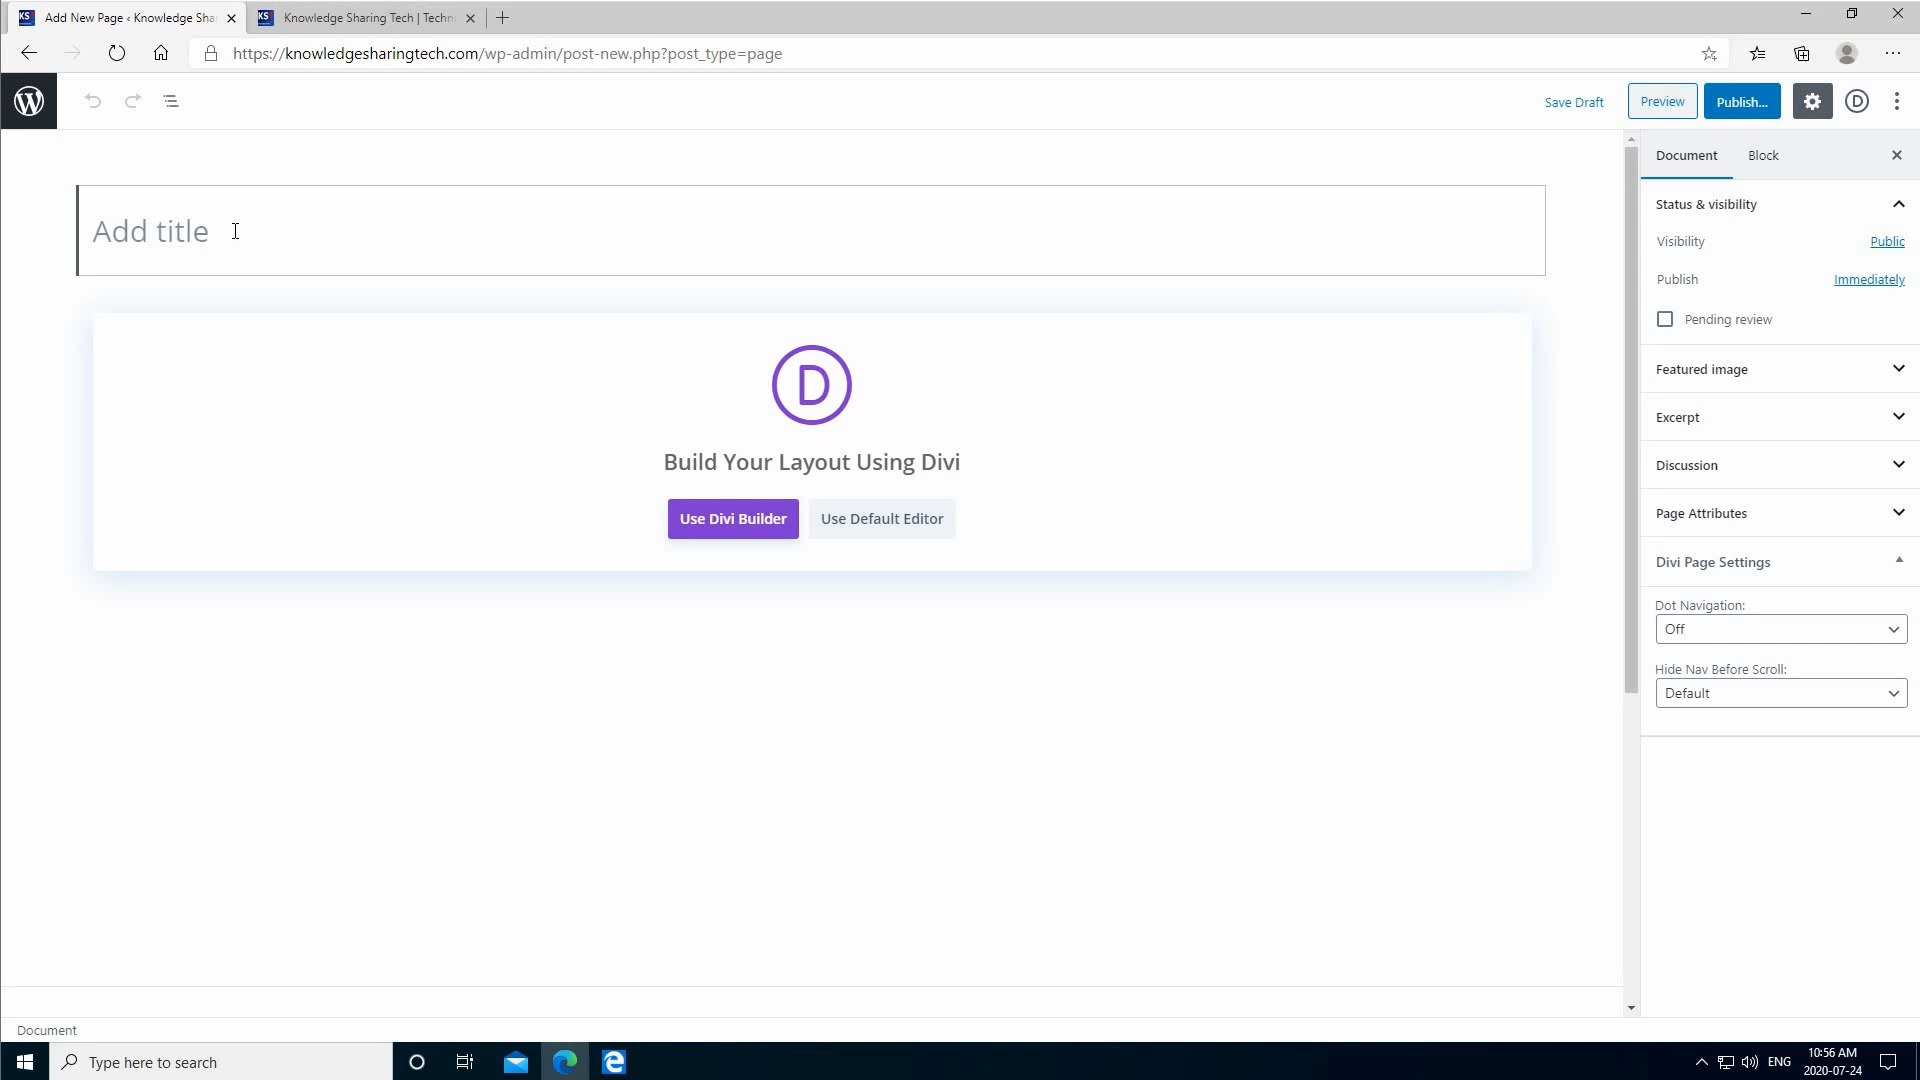 Add New Page ‹ Knowledge Sha
Knowledge Sharing Tech | Techn
https://knowledgesharingtech.com/wp-admin/post-new.php?post_type=page
Save Draft
Preview
Publish...
D
Document
Block
Status & visibility
Add title
Visibility
Public
Publish
Immediately
Pending review
Featured image
D
Excerpt
Build Your Layout Using Divi
Discussion
Use Divi Builder
Use Default Editor
Page Attributes
Divi Page Settings
Dot Navigation:
Off
Hide Nav Before Scroll:
Default
Document
Type here to search
ENG
10:56 AM
2020-07-24